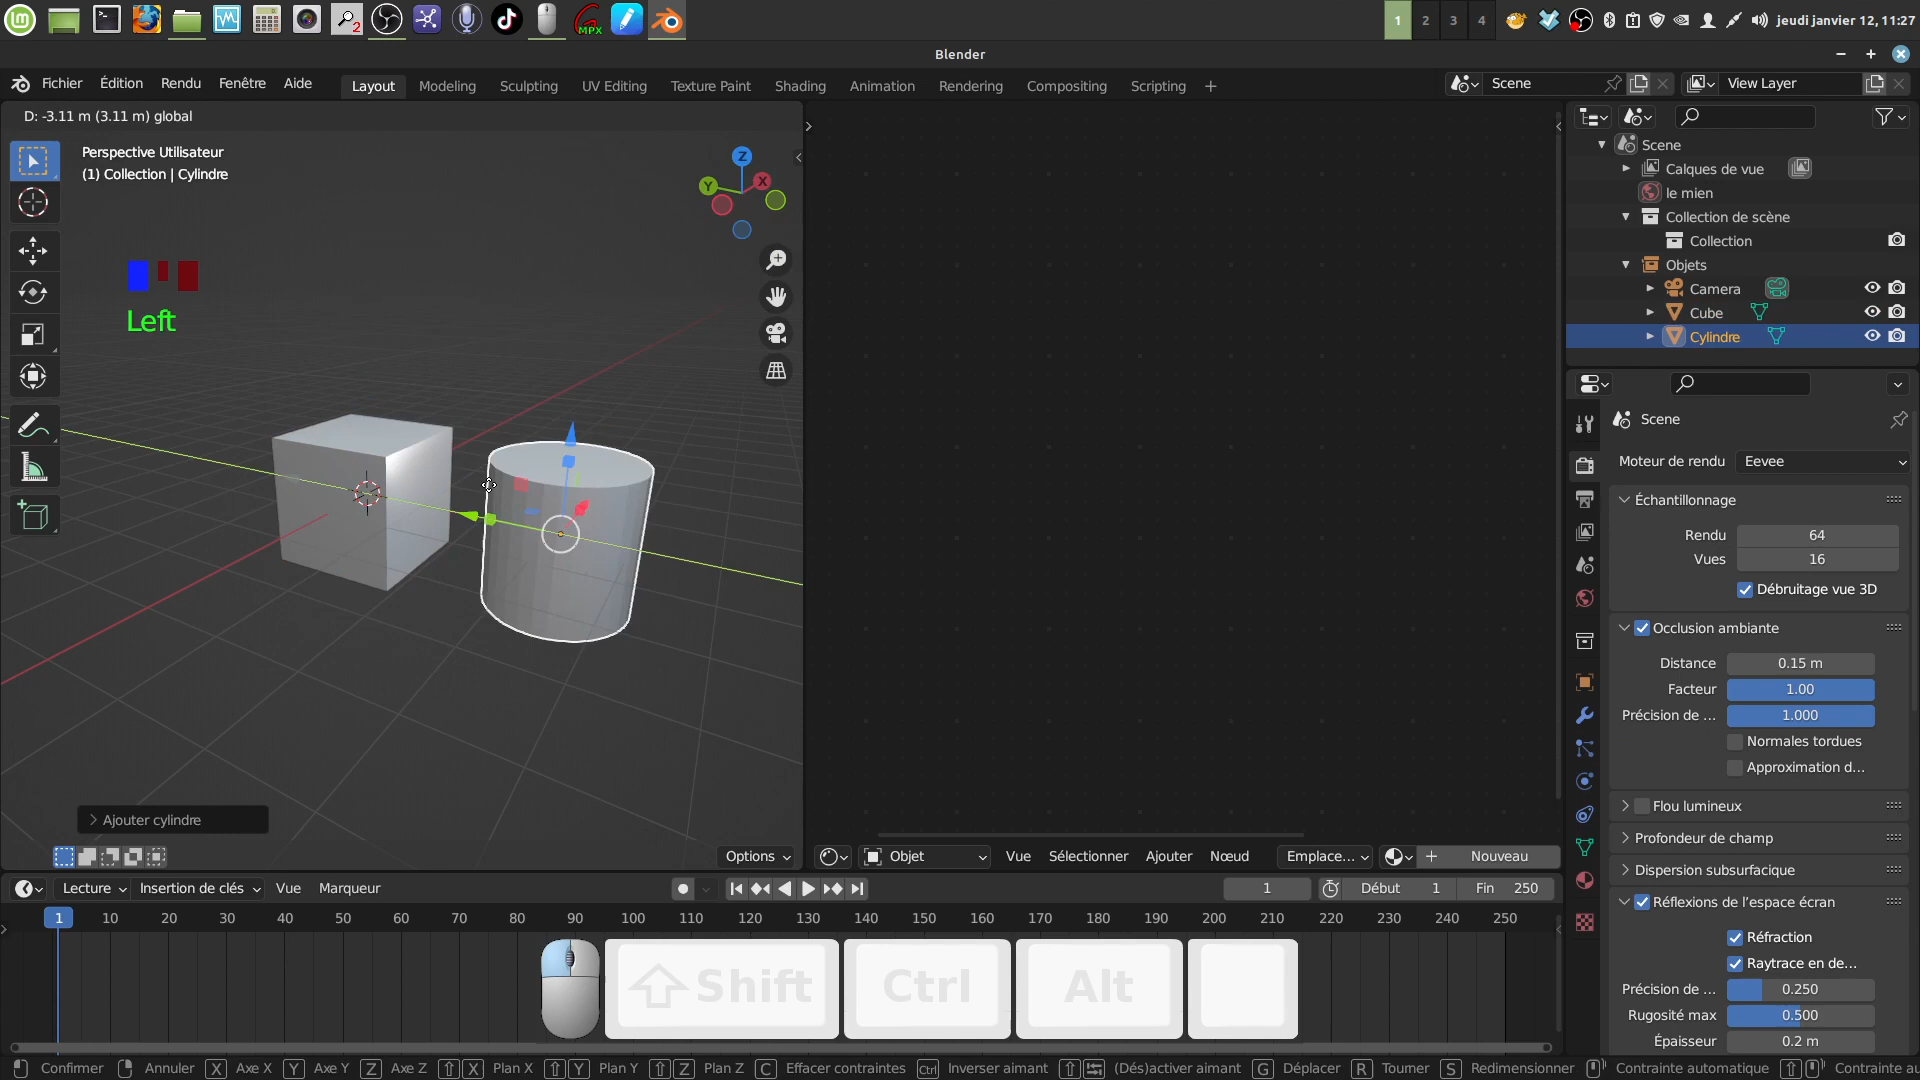 MPX
2
1 2 3 4
jeudi janvier 12, 11:27
Blender
Fichier Édition Rendu Fenêtre Aide Layout Modeling Sculpting UV Editing Texture Paint Shading Animation Rendering Compositing Scripting + Scene View Layer
D: -3.11 m (3.11 m) global
Perspective Utilisateur
(1) Collection | Cylindre
Z
Y X
Left
Ajouter cylindre
Options
Objet Vue Sélectionner Ajouter Nœud Emplace... Nouveau
Scene
Calques de vue
le mien
Collection de scène
Collection
Objets
Camera
Cube
Cylindre
Scene
Moteur de rendu Eevee
Échantillonnage
Rendu 64
Vues 16
Débruitage vue 3D
Occlusion ambiante
Distance 0.15 m
Facteur 1.00
Précision de ... 1.000
Normales tordues
Approximation d...
Flou lumineux
Profondeur de champ
Dispersion subsurfacique
Réflexions de l'espace écran
Réfraction
Raytrace en de...
Précision de ... 0.250
Rugosité max 0.500
Épaisseur 0.2 m
Lecture Insertion de clés Vue Marqueur 1 Début 1 Fin 250
1 10 20 30 40 50 60 70 80 90 100 110 120 130 140 150 160 170 180 190 200 210 220 230 240 250
Shift Ctrl Alt
Confirmer Annuler X Axe X Y Axe Y Z Axe Z X Plan X Y Plan Y Z Plan Z C Effacer contraintes Ctrl Inverser aimant (Dés)activer aimant G Déplacer R Tourner S Redimensionner Contrainte automatique Contrainte au